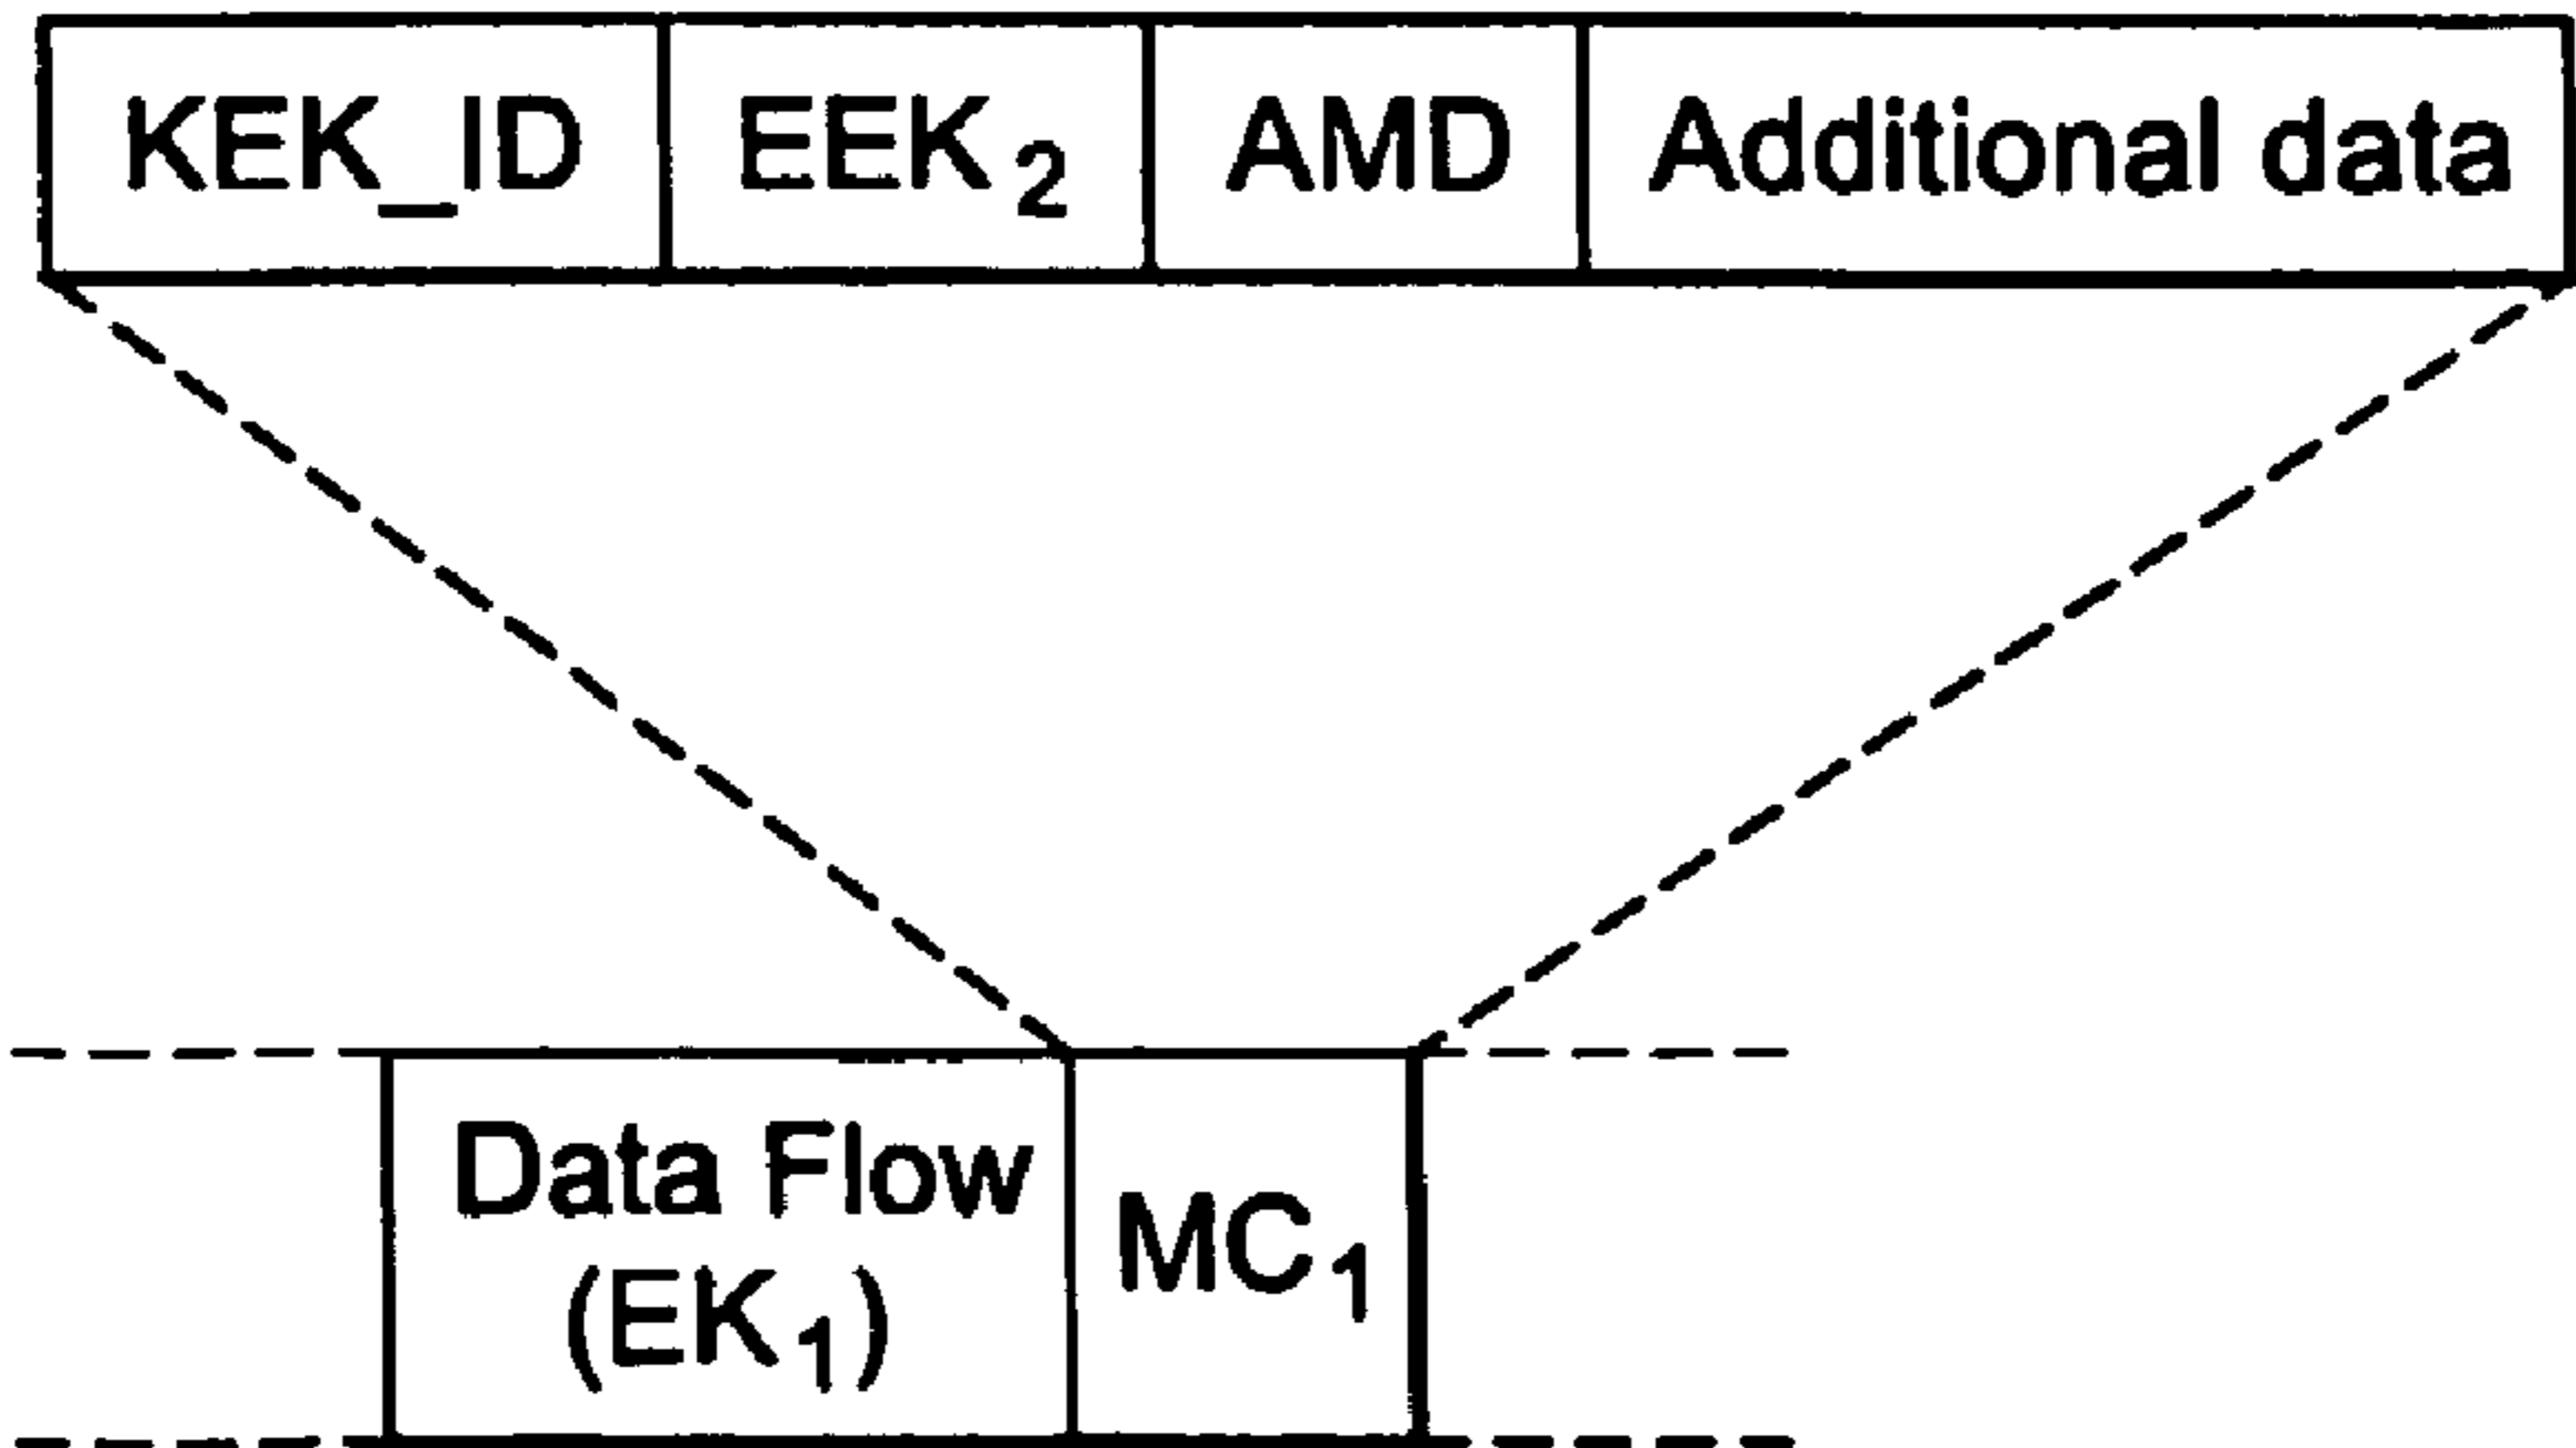 KEK_ID EEK₂ AMD Additional data
Data Flow MC₁
(EK₁)